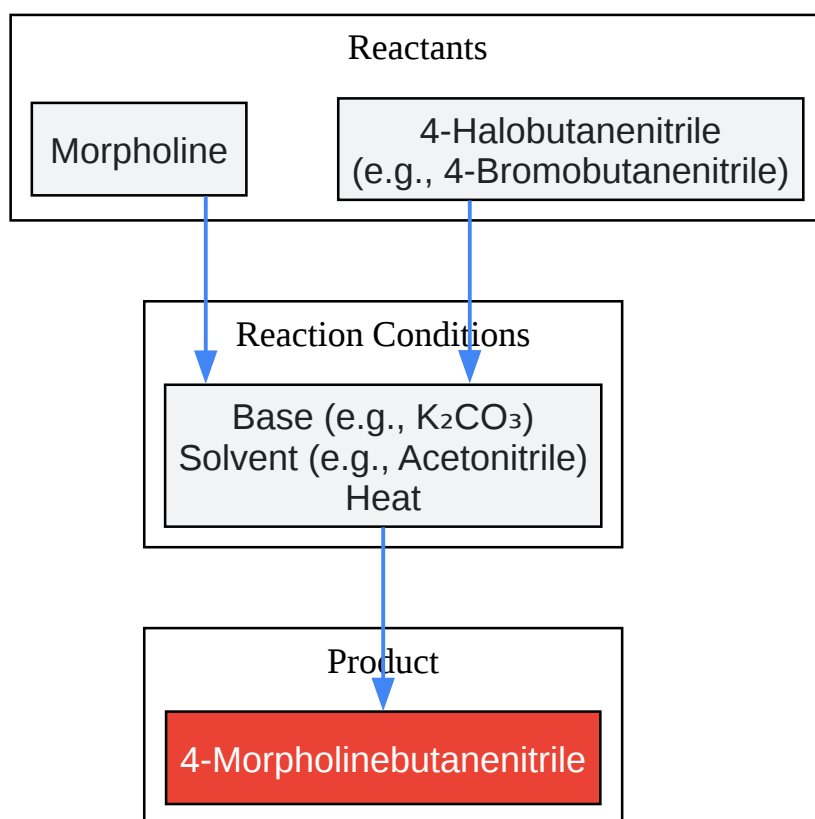 Reactants
Morpholine
4-Halobutanenitrile
(e.g., 4-Bromobutanenitrile)
Reaction Conditions
Base (e.g., K₂CO₃)
Solvent (e.g., Acetonitrile)
Heat
Product
4-Morpholinebutanenitrile